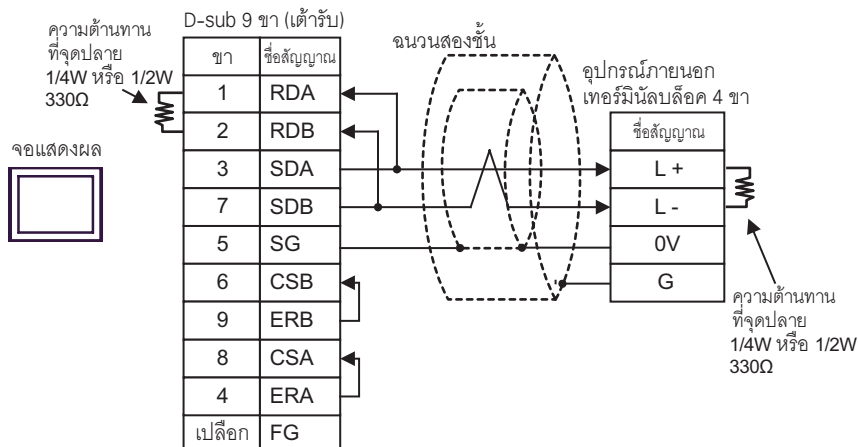 D-sub 9 ขา (เต้ารับ)
ความต้านทาน
ที่จุดปลาย
1/4W หรือ 1/2W
330Ω
จอแสดงผล
ขา ชื่อสัญญาณ
1 RDA
2 RDB
3 SDA
7 SDB
5 SG
6 CSB
9 ERB
8 CSA
4 ERA
เปลือก FG
ฉนวนสองชั้น
อุปกรณ์ภายนอก
เทอร์มินัลบล็อค 4 ขา
ชื่อสัญญาณ
L +
L -
0V
G
ความต้านทาน
ที่จุดปลาย
1/4W หรือ 1/2W
330Ω